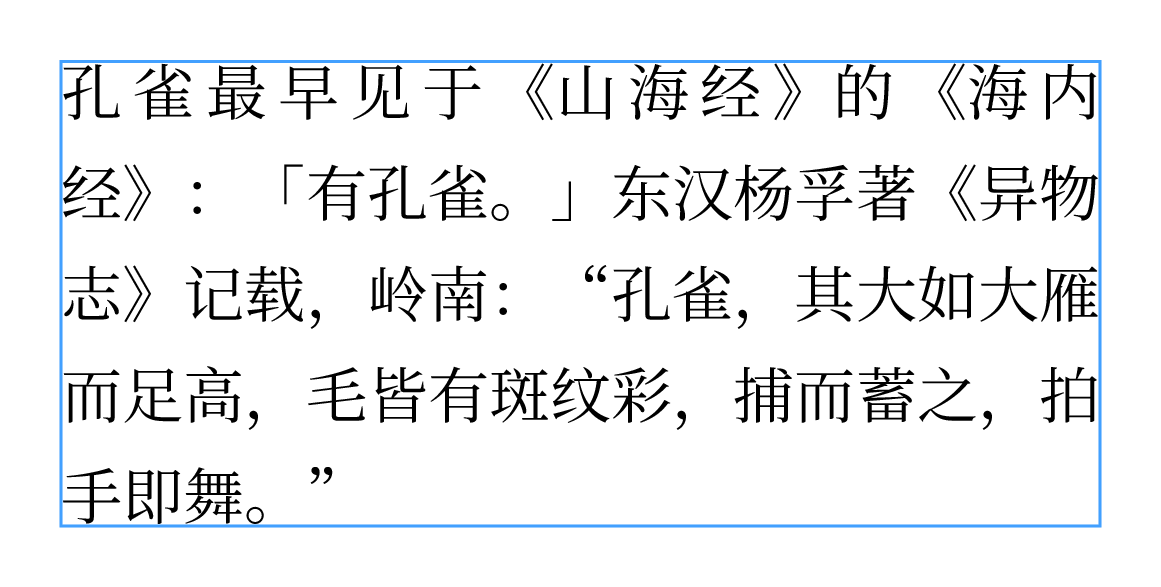 孔雀最早见于《山海经》的《海内
经》：「有孔雀。」东汉杨孚著《异物
志》记载，岭南：“孔雀，其大如大雁
而足高，毛皆有斑纹彩，捕而蓄之，拍
手即舞。”